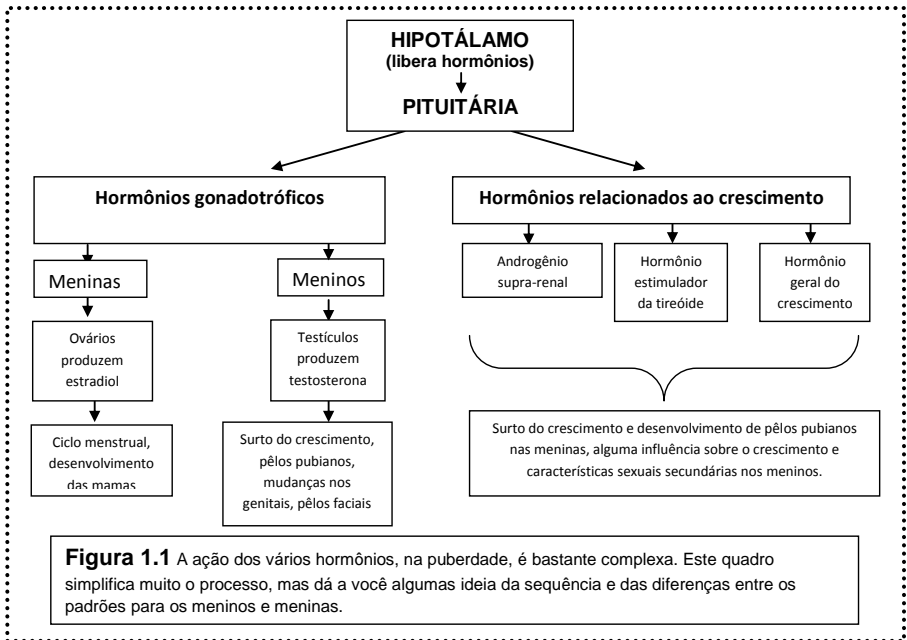 HIPOTÁLAMO
(libera hormônios)
PITUITÁRIA
Hormônios gonadotróficos
Hormônios relacionados ao crescimento
Meninas
Meninos
Androgênio
supra-renal
Hormônio
estimulador
da tireóide
Hormônio
geral do
crescimento
Ovários
produzem
estradiol
Testículos
produzem
testosterona
Ciclo menstrual,
desenvolvimento
das mamas
Surto do crescimento,
pêlos pubianos,
mudanças nos
genitais, pêlos faciais
Surto do crescimento e desenvolvimento de pêlos pubianos
nas meninas, alguma influência sobre o crescimento e
características sexuais secundárias nos meninos.
Figura 1.1 A ação dos vários hormônios, na puberdade, é bastante complexa. Este quadro
simplifica muito o processo, mas dá a você algumas ideia da sequência e das diferenças entre os
padrões para os meninos e meninas.